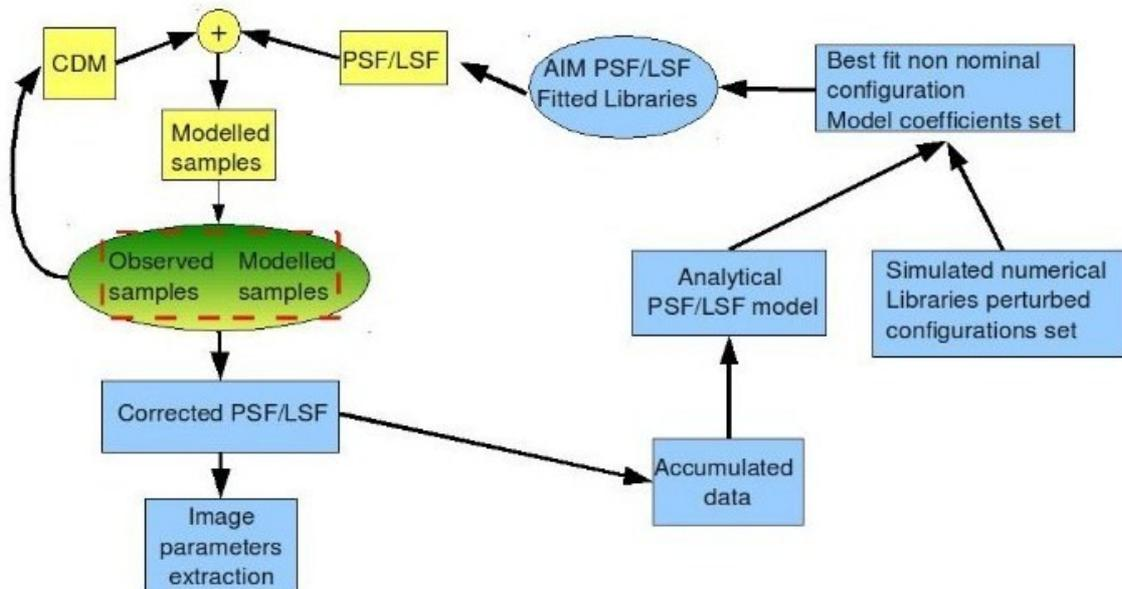 CDM
+
PSF/LSF
AIM PSF/LSF
Fitted Libraries
Best fit non nominal
configuration
Model coefficients set
Modelled
samples
Observed
samples
Modelled
samples
Analytical
PSF/LSF model
Simulated numerical
Libraries perturbed
configurations set
Corrected PSF/LSF
Accumulated
data
Image
parameters
extraction